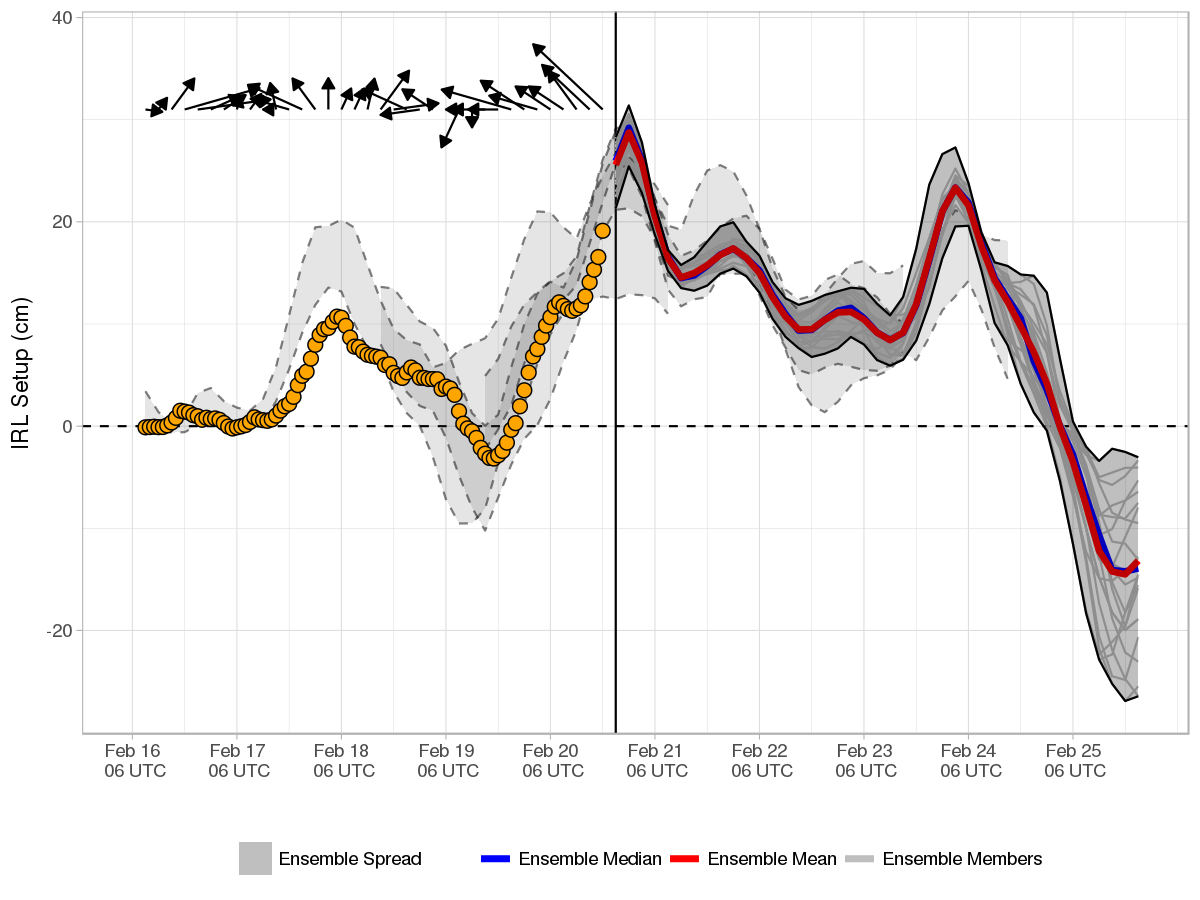 40
20
0
-20
IRL Setup (cm)
Feb 16 Feb 17 Feb 18 Feb 19 Feb 20 Feb 21 Feb 22 Feb 23 Feb 24 Feb 25
06 UTC 06 UTC 06 UTC 06 UTC 06 UTC 06 UTC 06 UTC 06 UTC 06 UTC 06 UTC
Ensemble Spread Ensemble Median Ensemble Mean Ensemble Members